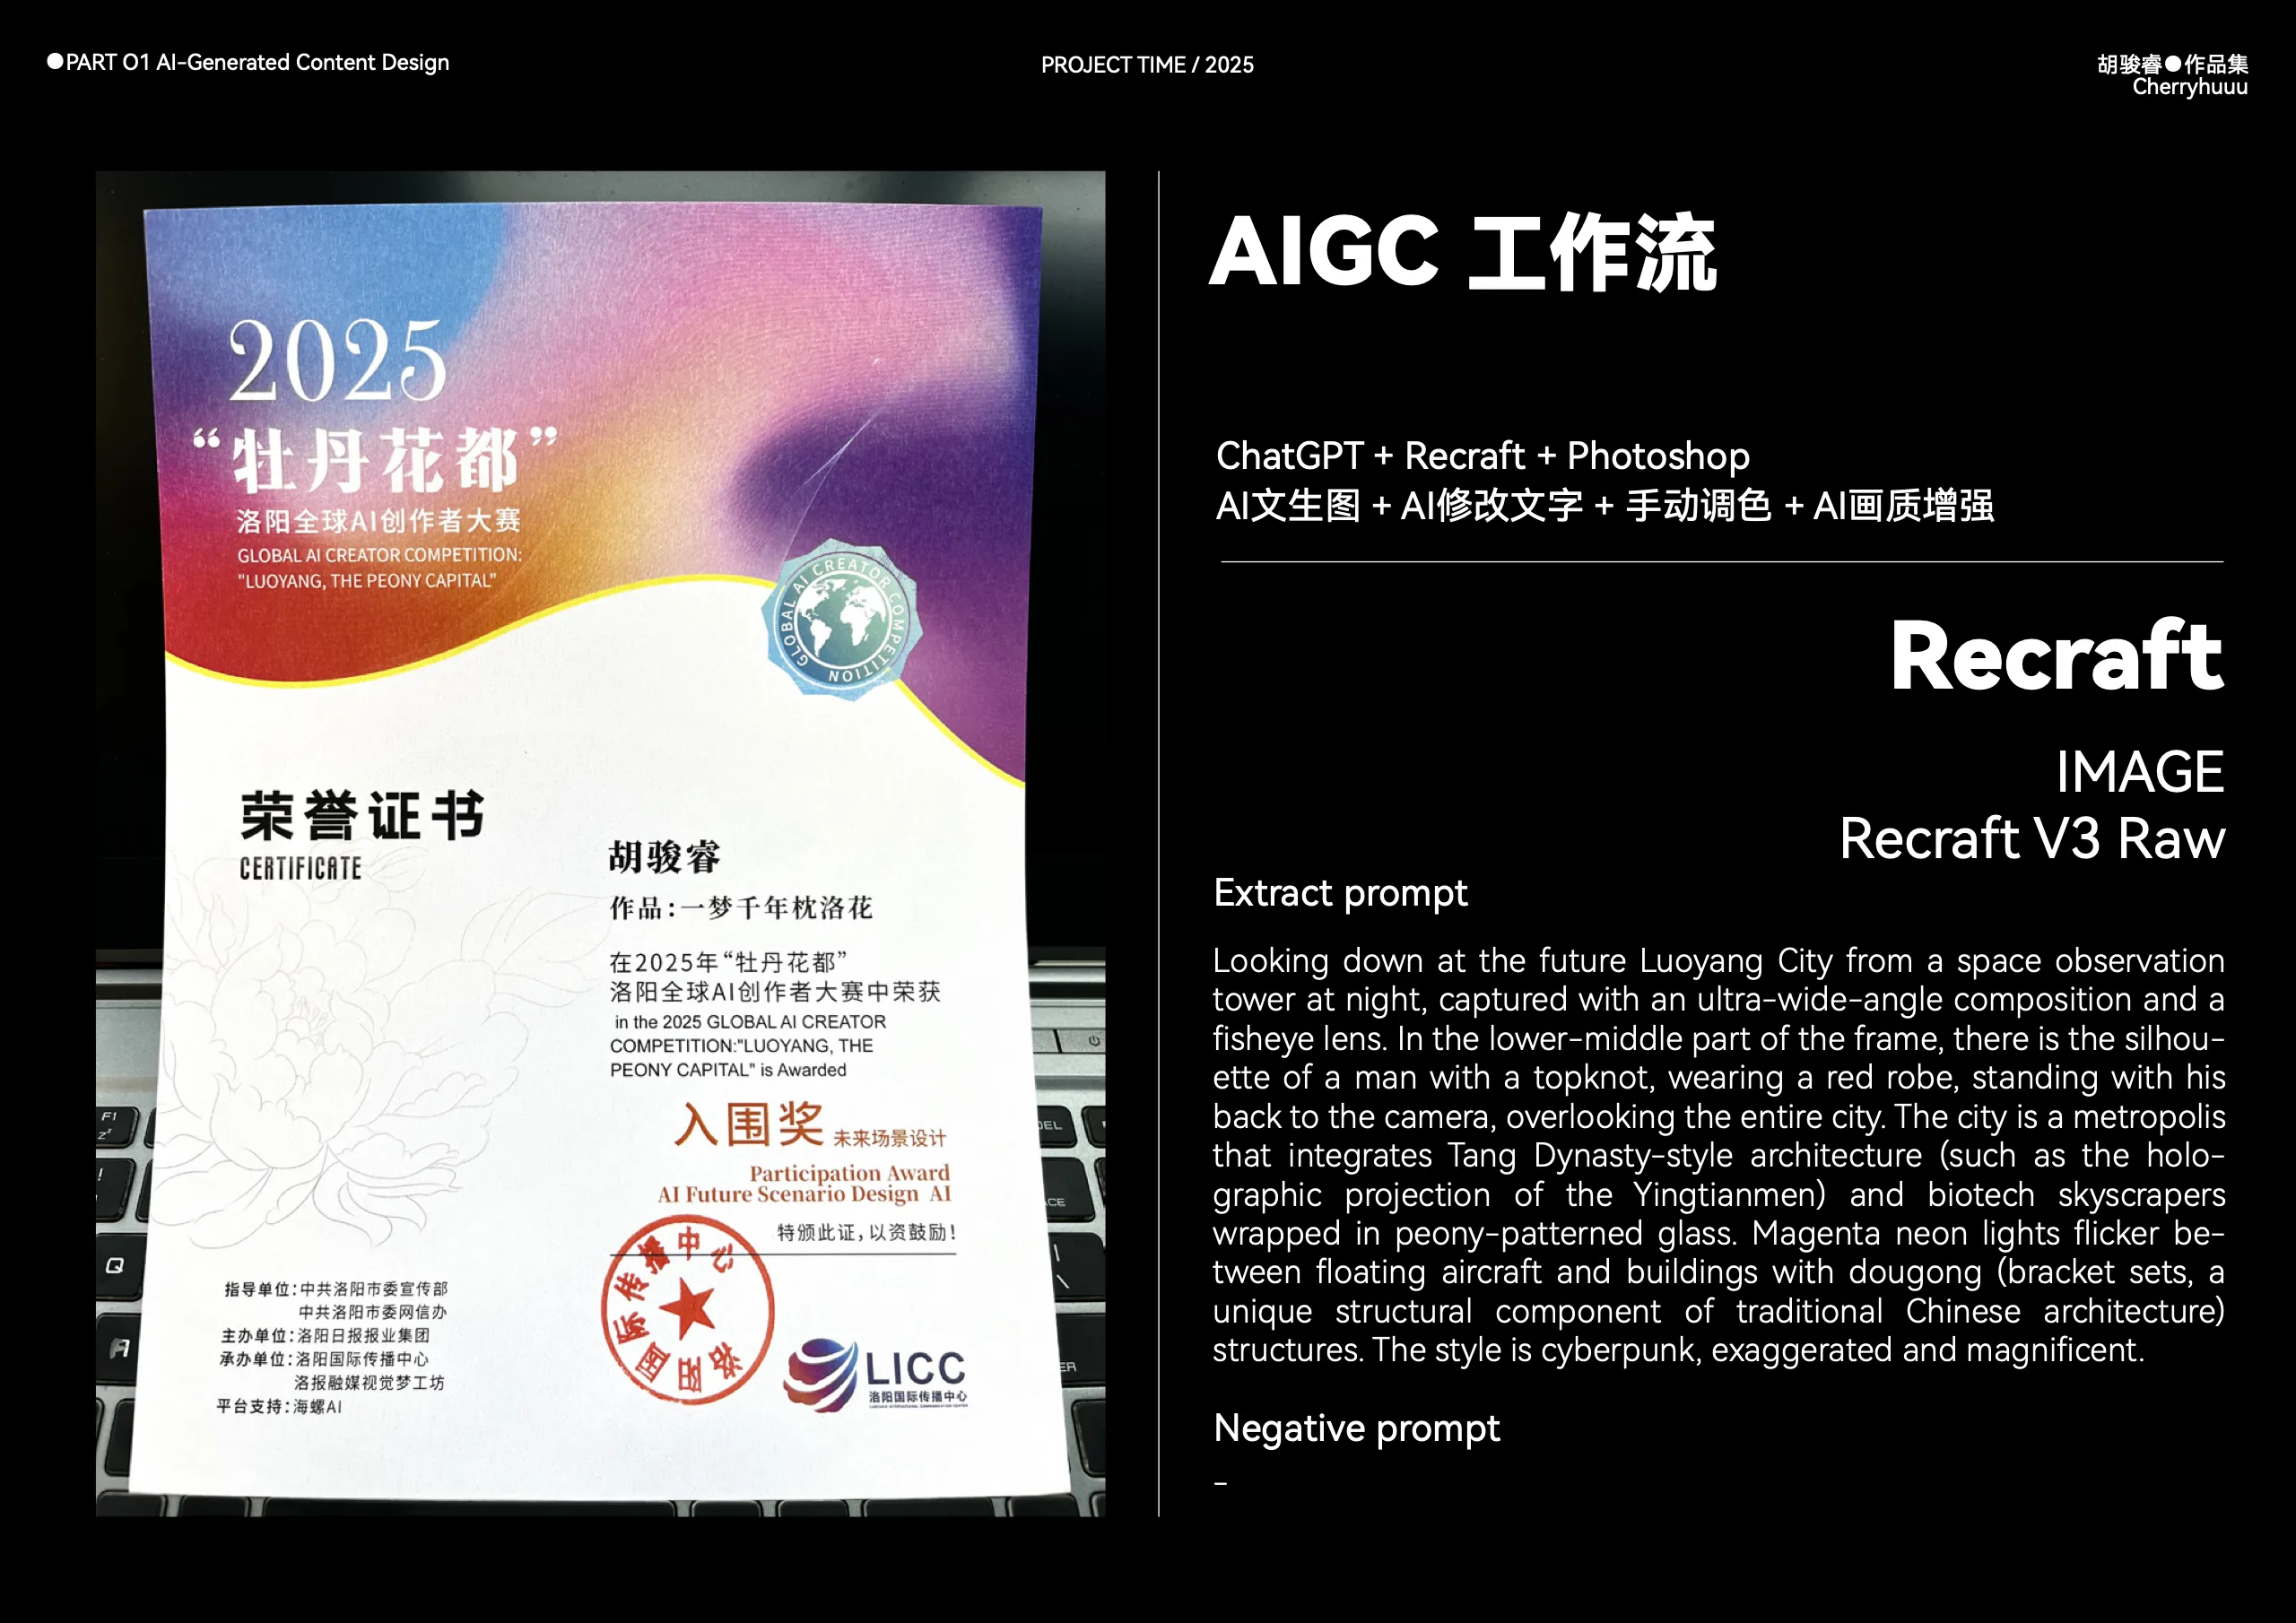 ●PART 01 AI-Generated Content Design
PROJECT TIME / 2025
胡骏睿●作品集
Cherryhuuu
2025
“牡丹花都”
洛阳全球AI创作者大赛
GLOBAL AI CREATOR COMPETITION:
"LUOYANG, THE PEONY CAPITAL"
GLOBAL AI CREATOR COMPETITION
荣誉证书
CERTIFICATE
胡骏睿
作品:一梦千年枕洛花
在2025年“牡丹花都”
洛阳全球AI创作者大赛中荣获
in the 2025 GLOBAL AI CREATOR
COMPETITION:"LUOYANG, THE
PEONY CAPITAL" is Awarded
入围奖 未来场景设计
Participation Award
AI Future Scenario Design AI
特颁此证,以资鼓励!
洛阳国际传播中心
指导单位:中共洛阳市委宣传部
中共洛阳市委网信办
主办单位:洛阳日报报业集团
承办单位:洛阳国际传播中心
洛报融媒视觉梦工坊
平台支持:海螺AI
LICC
洛阳国际传播中心
F1
DEL
Q
A
AIGC 工作流
ChatGPT + Recraft + Photoshop
AI文生图 + AI修改文字 + 手动调色 + AI画质增强
Recraft
IMAGE
Recraft V3 Raw
Extract prompt
Looking down at the future Luoyang City from a space observation
tower at night, captured with an ultra-wide-angle composition and a
fisheye lens. In the lower-middle part of the frame, there is the silhou-
ette of a man with a topknot, wearing a red robe, standing with his
back to the camera, overlooking the entire city. The city is a metropolis
that integrates Tang Dynasty-style architecture (such as the holo-
graphic projection of the Yingtianmen) and biotech skyscrapers
wrapped in peony-patterned glass. Magenta neon lights flicker be-
tween floating aircraft and buildings with dougong (bracket sets, a
unique structural component of traditional Chinese architecture)
structures. The style is cyberpunk, exaggerated and magnificent.
Negative prompt
-